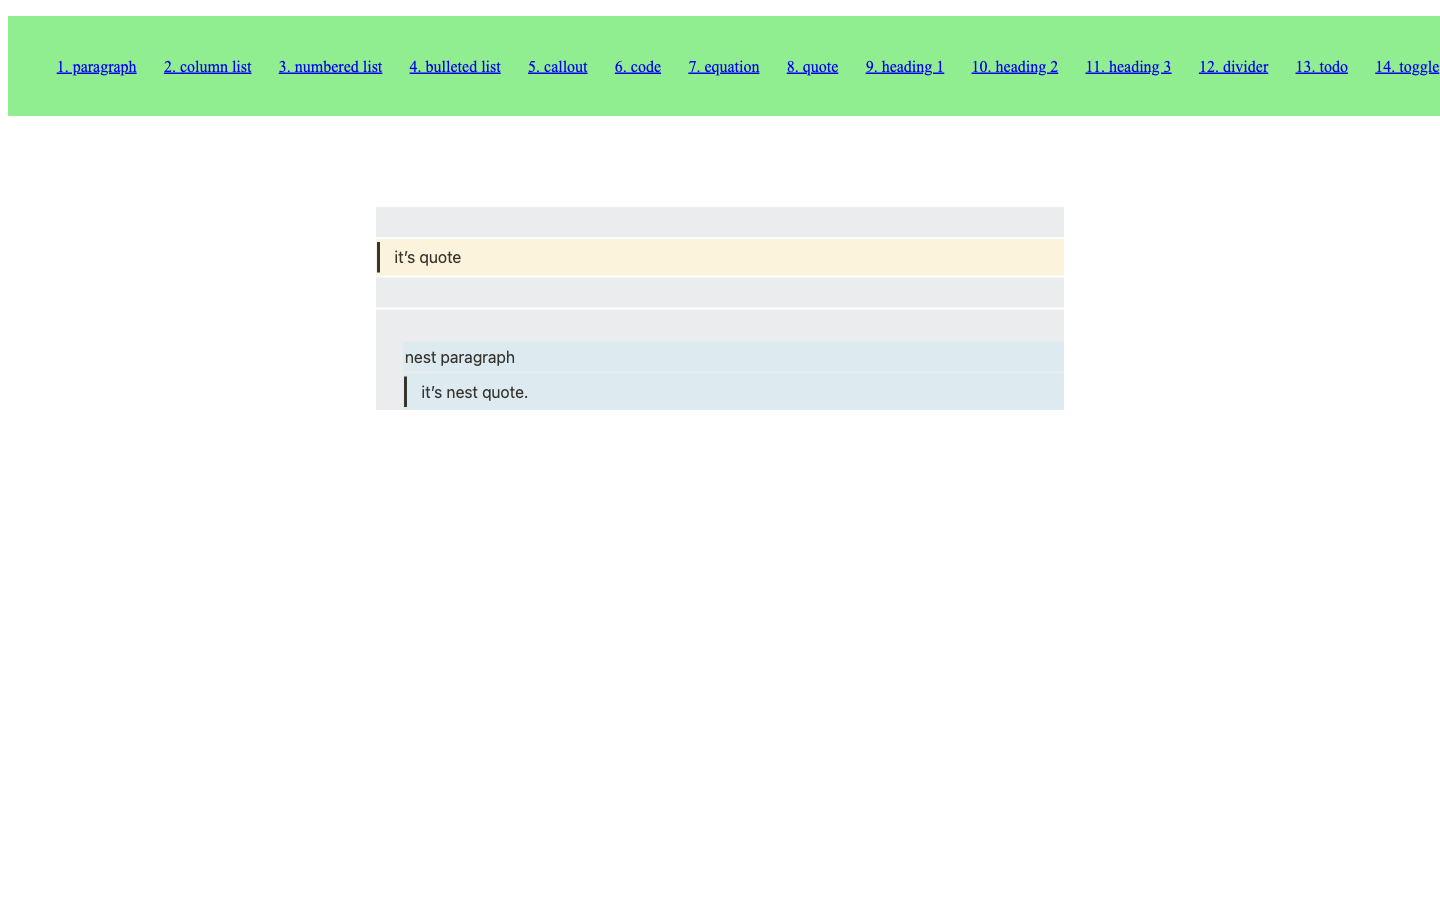 1. paragraph 2. column list 3. numbered list 4. bulleted list 5. callout 6. code 7. equation 8. quote 9. heading 1 10. heading 2 11. heading 3 12. divider 13. todo 14. toggle
it’s quote
nest paragraph
it’s nest quote.